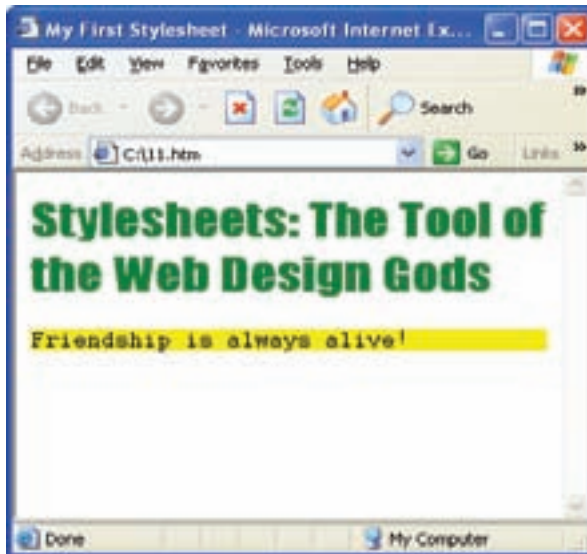 My First Stylesheet - Microsoft Internet Ex...
File Edit View Favorites Tools Help
Back Search
Address C:\11.htm Go Links
Stylesheets: The Tool of
the Web Design Gods
Friendship is always alive!
Done My Computer